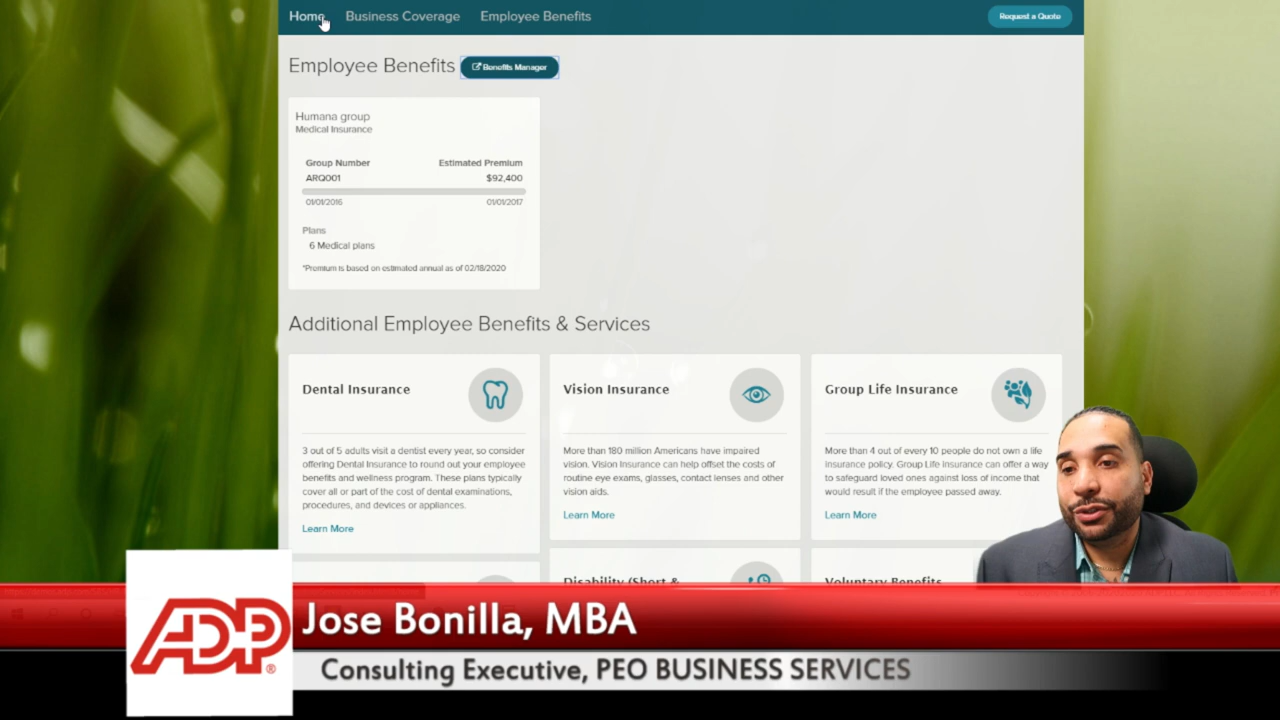 Home Business Coverage Employee Benefits Request a Quote
Employee Benefits Benefits Manager
Humana group
Medical Insurance
Group Number Estimated Premium
ARQ001 $92,400
01/01/2016 01/01/2017
Plans
6 Medical plans
*Premium is based on estimated annual as of 02/18/2020
Additional Employee Benefits & Services
Dental Insurance
3 out of 5 adults visit a dentist every year, so consider
offering Dental Insurance to round out your employee
benefits and wellness program. These plans typically
cover all or part of the cost of dental examinations,
procedures, and devices or appliances.
Learn More
Vision Insurance
More than 180 million Americans have impaired
vision. Vision Insurance can help offset the costs of
routine eye exams, glasses, contact lenses and other
vision aids.
Learn More
Group Life Insurance
More than 4 out of every 10 people do not own a life
insurance policy. Group Life insurance can offer a way
to safeguard loved ones against loss of income that
would result if the employee passed away.
Learn More
Disability (Short &
Voluntary Benefits
ADP
Jose Bonilla, MBA
Consulting Executive, PEO BUSINESS SERVICES